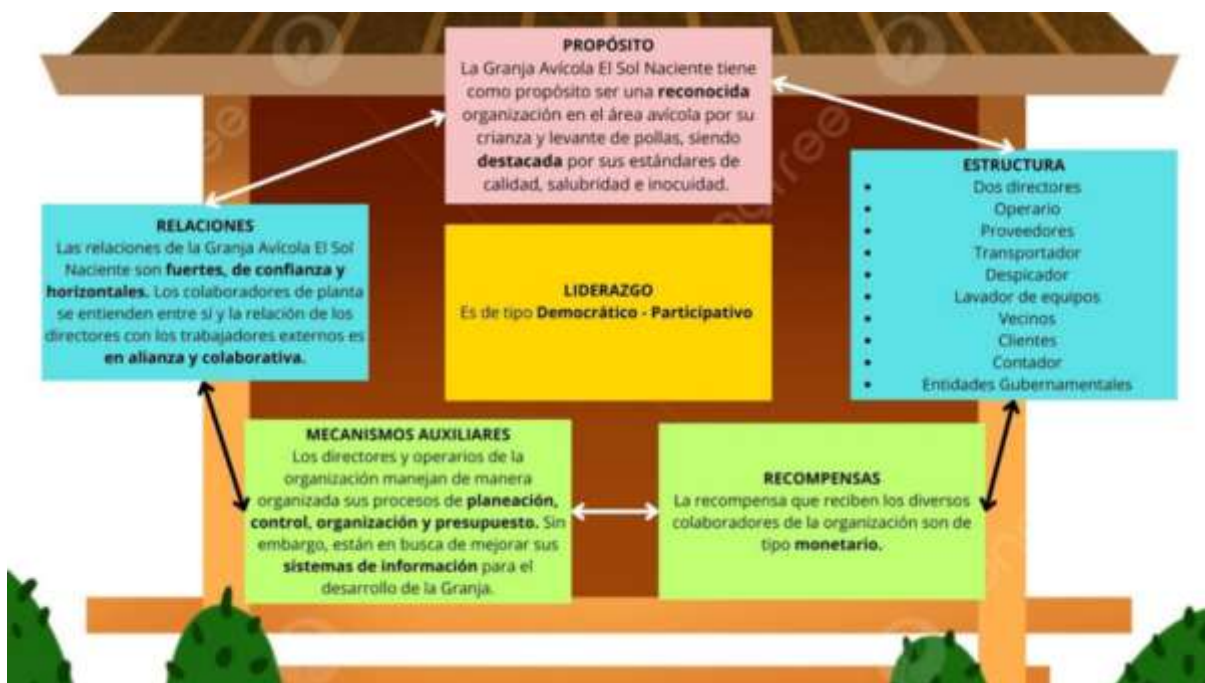 PROPÓSITO
La Granja Avícola El Sol Naciente tiene
como propósito ser una reconocida
organización en el área avícola por su
crianza y levante de pollas, siendo
destacada por sus estándares de
calidad, salubridad e inocuidad.
RELACIONES
Las relaciones de la Granja Avícola El Sol
Naciente son fuertes, de confianza y
horizontales. Los colaboradores de planta
se entienden entre sí y la relación de los
directores con los trabajadores externos es
en alianza y colaborativa.
LIDERAZGO
Es de tipo Democrático - Participativo
ESTRUCTURA
• Dos directores
• Operario
• Proveedores
• Transportador
• Despicador
• Lavador de equipos
• Vecinos
• Clientes
• Contador
• Entidades Gubernamentales
MECANISMOS AUXILIARES
Los directores y operarios de la
organización manejan de manera
organizada sus procesos de planeación,
control, organización y presupuesto. Sin
embargo, están en busca de mejorar sus
sistemas de información para el
desarrollo de la Granja.
RECOMPENSAS
La recompensa que reciben los diversos
colaboradores de la organización son de
tipo monetario.